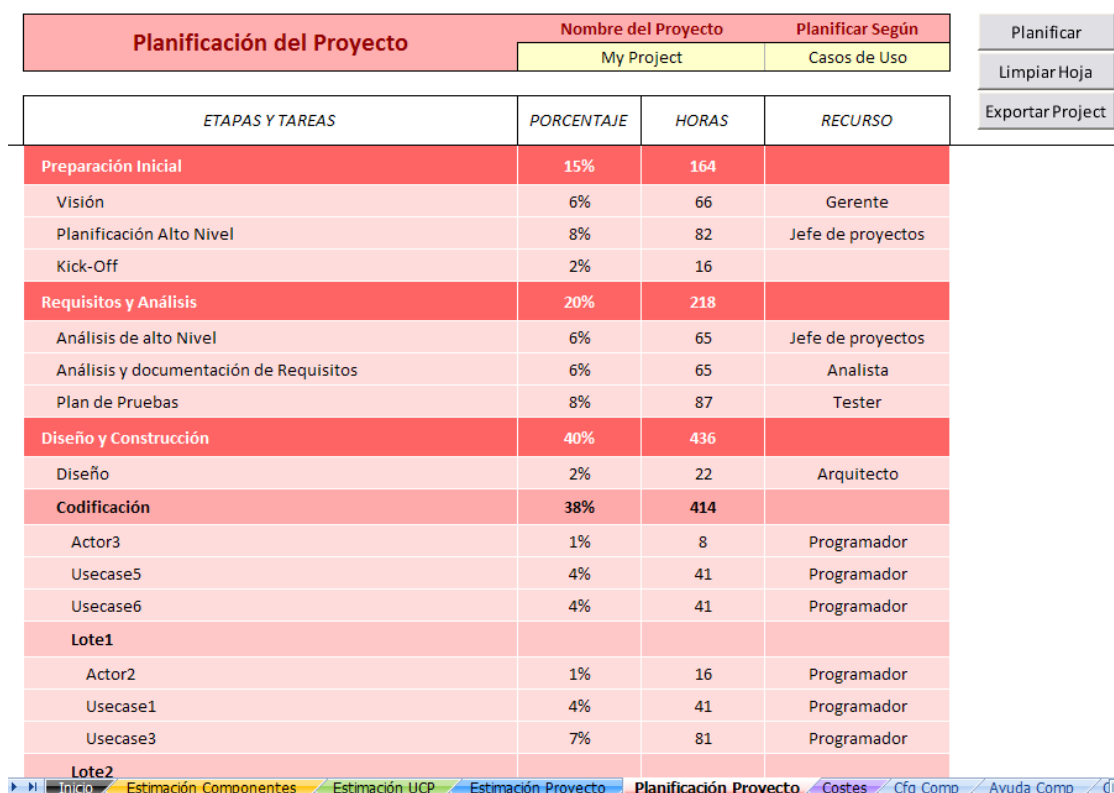 Planificación del Proyecto
Nombre del Proyecto Planificar Según
My Project Casos de Uso
Planificar
Limpiar Hoja
Exportar Project
ETAPAS Y TAREAS PORCENTAJE HORAS RECURSO
Preparación Inicial 15% 164
Visión 6% 66 Gerente
Planificación Alto Nivel 8% 82 Jefe de proyectos
Kick-Off 2% 16
Requisitos y Análisis 20% 218
Análisis de alto Nivel 6% 65 Jefe de proyectos
Análisis y documentación de Requisitos 6% 65 Analista
Plan de Pruebas 8% 87 Tester
Diseño y Construcción 40% 436
Diseño 2% 22 Arquitecto
Codificación 38% 414
Actor3 1% 8 Programador
Usecase5 4% 41 Programador
Usecase6 4% 41 Programador
Lote1
Actor2 1% 16 Programador
Usecase1 4% 41 Programador
Usecase3 7% 81 Programador
Lote2
Inicio Estimación Componentes Estimación UCP Estimación Proyecto Planificación Proyecto Costes Cfg Comp Ayuda Comp